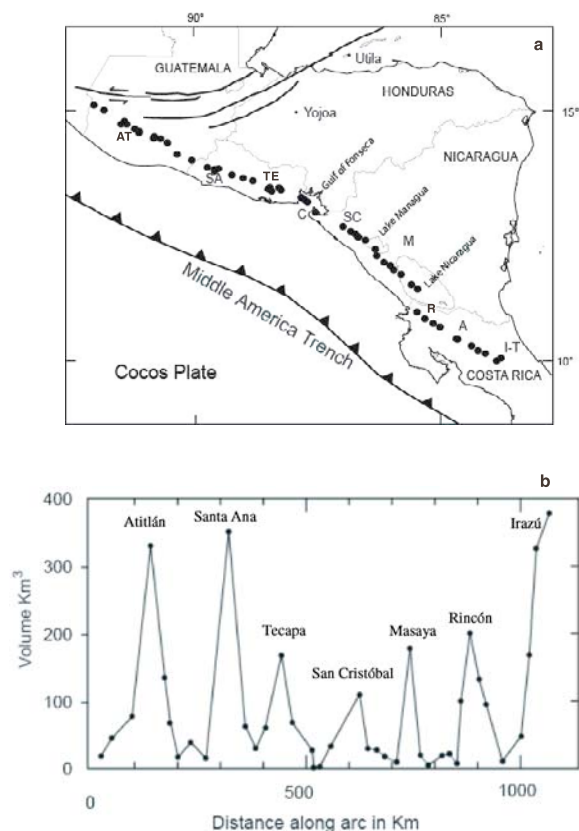 90°
85°
a
GUATEMALA
Utila
HONDURAS
Yojoa
15°
NICARAGUA
AT
SA
TE
Gulf of Fonseca
C
SC
Lake Managua
M
Lake Nicaragua
R
A
I-T
10°
COSTA RICA
Middle America Trench
Cocos Plate
b
400
300
200
100
0
Volume Km3
Atitlán
Santa Ana
Tecapa
San Cristóbal
Masaya
Rincón
Irazú
0
500
1000
Distance along arc in Km